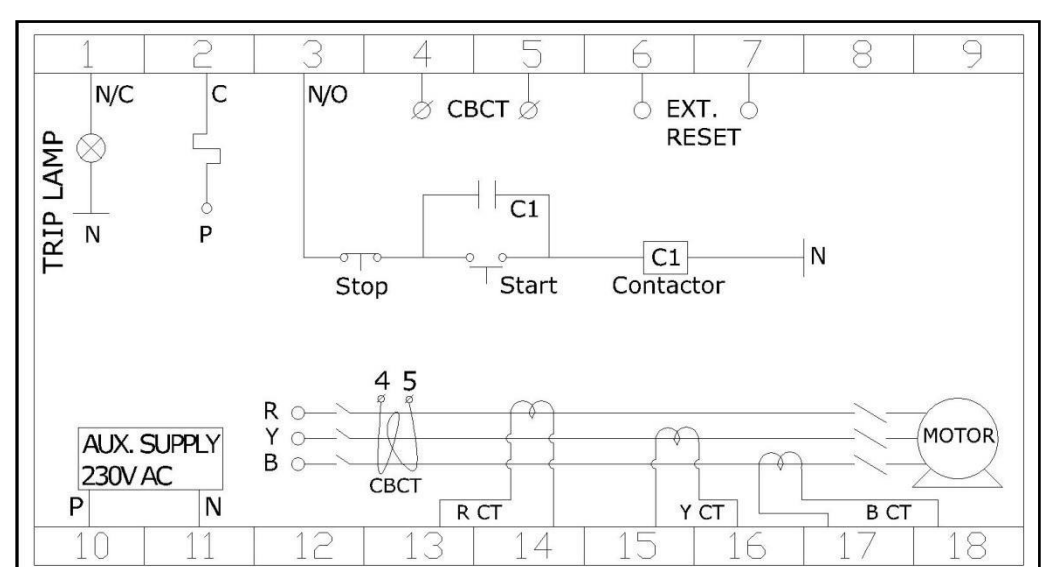 1 2 3 4 5 6 7 8 9
N/C C N/O CBCT EXT.
RESET
TRIP LAMP
N P
C1
C1 N
Stop Start Contactor
4 5
R
Y
B
CBCT
MOTOR
AUX. SUPPLY
230V AC
P N
R CT Y CT B CT
10 11 12 13 14 15 16 17 18